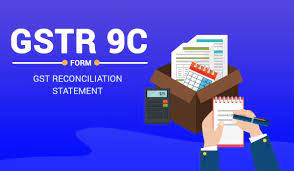 GSTR 9C
FORM
GST RECONCILIATION
STATEMENT